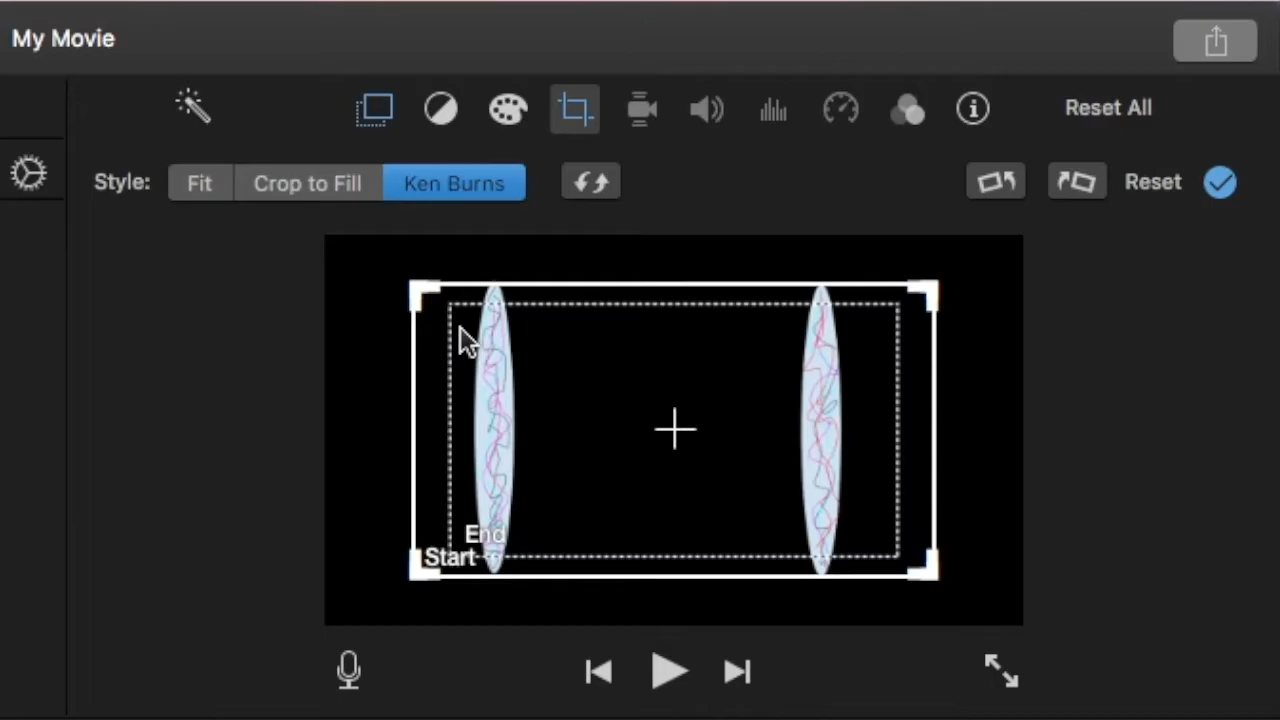 My Movie
Reset All
Style: Fit Crop to Fill Ken Burns Reset
End
Start